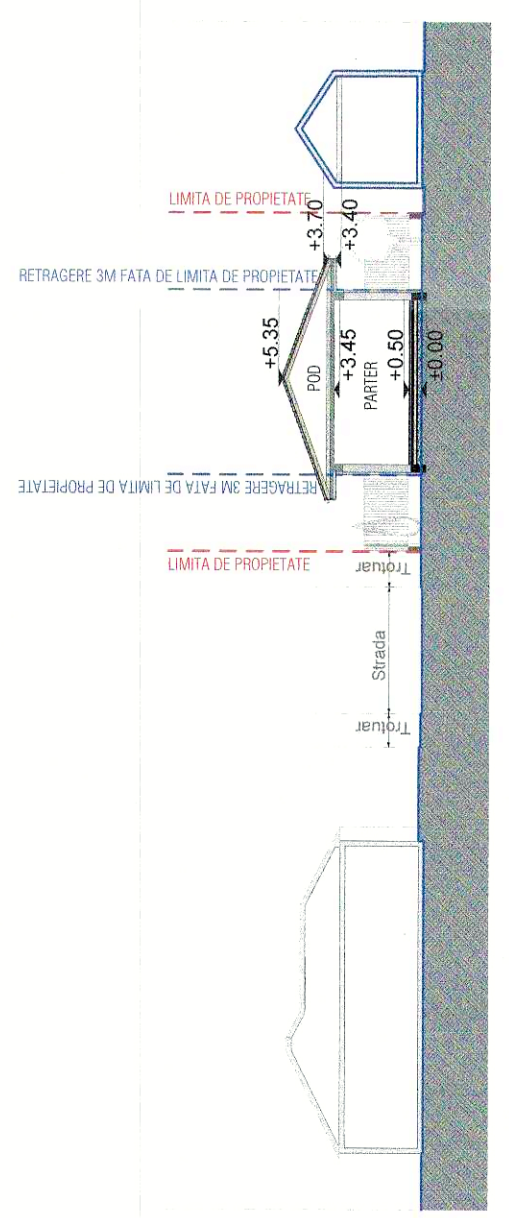 LIMITA DE PROPIETATE
+3.70
+3.40
RETRAGERE 3M FATA DE LIMITA DE PROPIETATE
+5.35
POD
+3.45
PARTER
+0.50
±0.00
RETRAGERE 3M FATA DE LIMITA DE PROPIETATE
LIMITA DE PROPIETATE
Trotuar
Strada
Trotuar